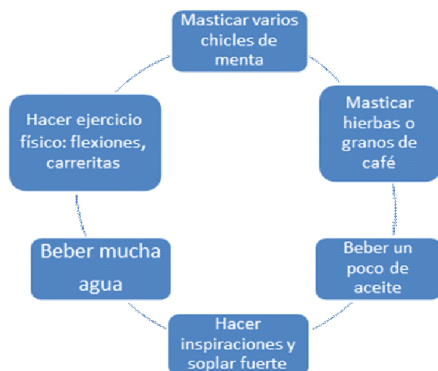 Masticar varios
chicles de
menta
Masticar
hierbas o
granos de
café
Beber un
poco de
aceite
Hacer
inspiraciones y
soplar fuerte
Beber mucha
agua
Hacer ejercicio
físico: flexiones,
carreritas